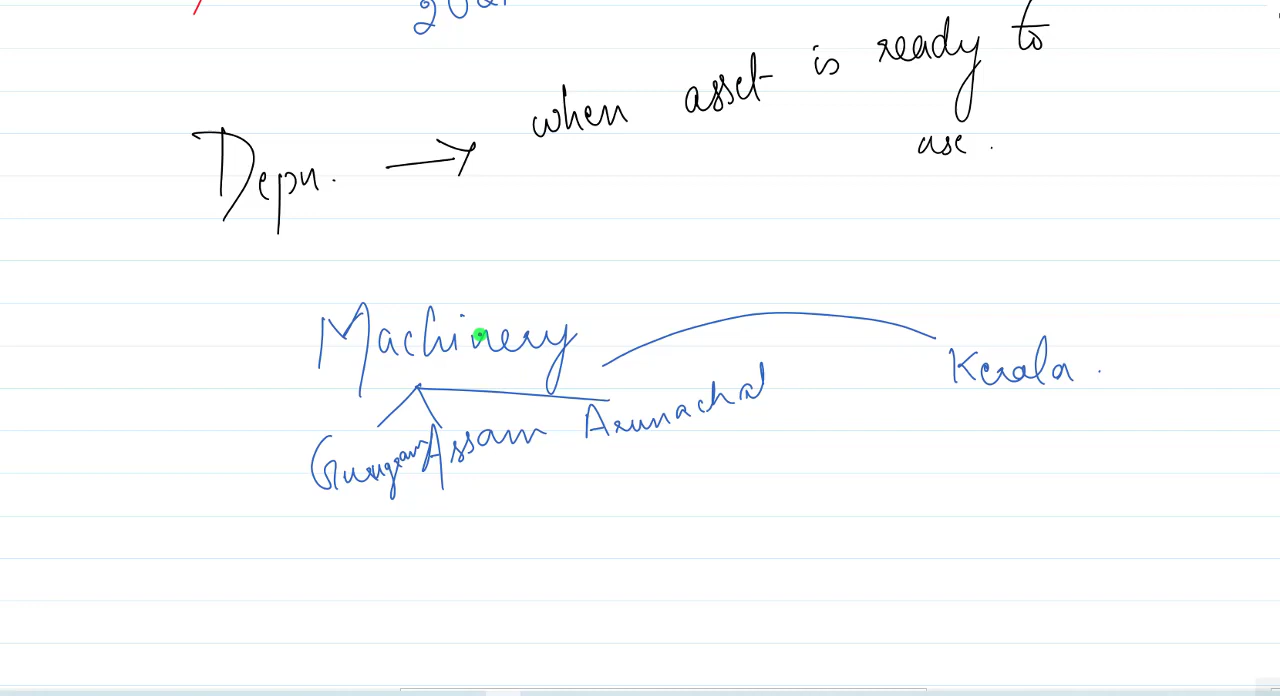 when asset is ready to
use.
Depn. →
Machinery
Kerala.
Gurugram Assam Arunachal